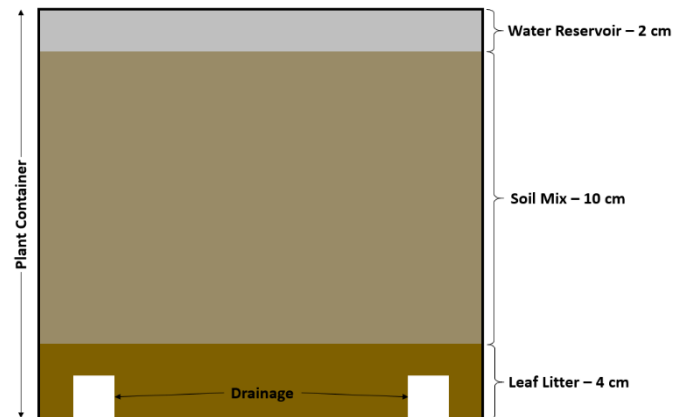 Water Reservoir – 2 cm
Plant Container
Soil Mix – 10 cm
Leaf Litter – 4 cm
Drainage